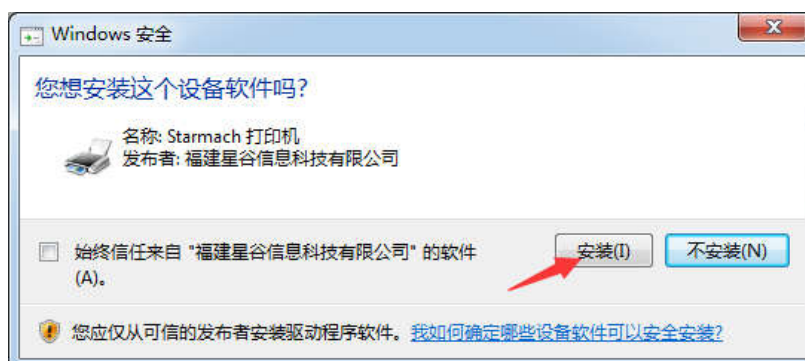 Windows 安全
您想安装这个设备软件吗?
名称: Starmach 打印机
发布者: 福建星谷信息科技有限公司
始终信任来自 "福建星谷信息科技有限公司" 的软件
(A)。
安装(I)
不安装(N)
您应仅从可信的发布者安装驱动程序软件。我如何确定哪些设备软件可以安全安装?